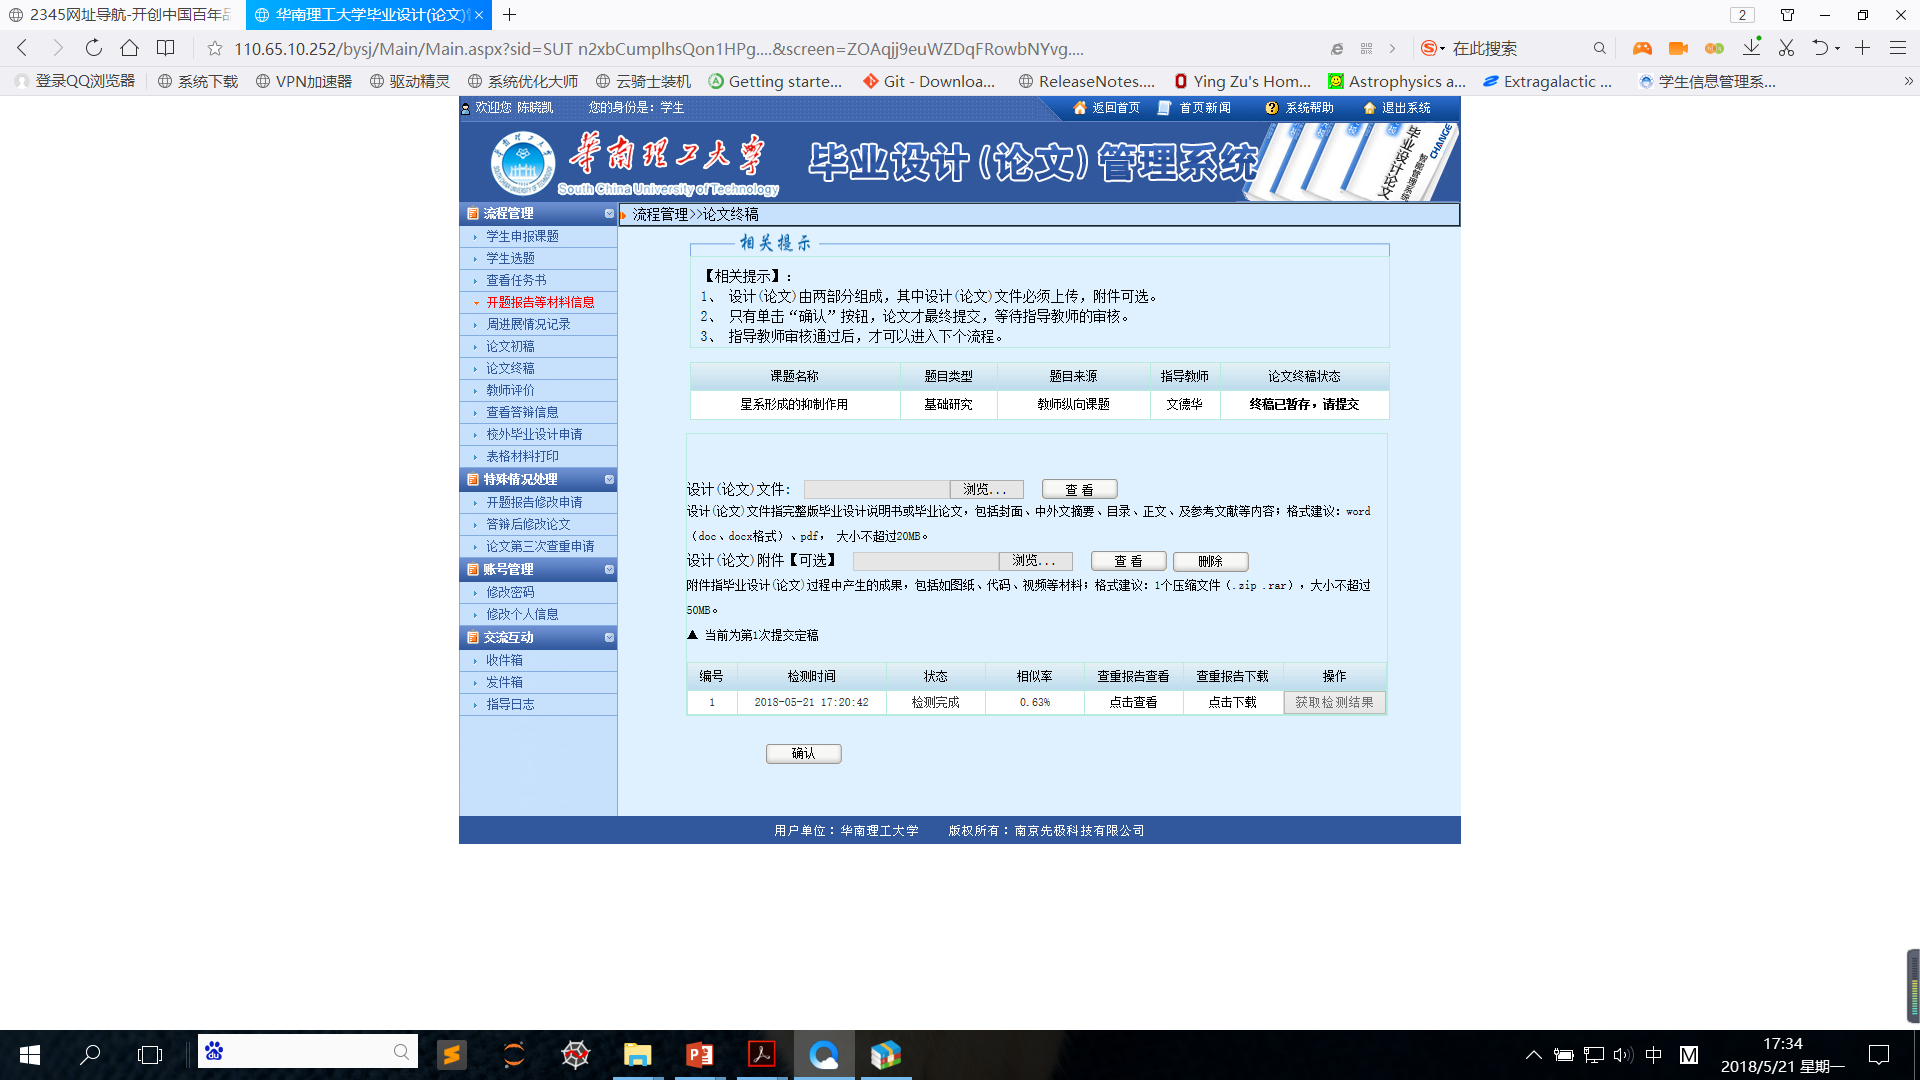 2345网址导航-开创中国百年品
华南理工大学毕业设计(论文)管
2
110.65.10.252/bysj/Main/Main.aspx?sid=SUT n2xbCumplhsQon1HPg....&screen=ZOAqjj9euWZDqFRowbNYvg....
在此搜索
登录QQ浏览器 系统下载 VPN加速器 驱动精灵 系统优化大师 云骑士装机 Getting starte... Git - Downloa... ReleaseNotes.... Ying Zu's Hom... Astrophysics a... Extragalactic ... 学生信息管理系...
欢迎您 陈晓凯 您的身份是：学生 返回首页 首页新闻 系统帮助 退出系统
华南理工大学
South China University of Technology
毕业设计(论文)管理系统
毕业设计论文
CHANGE
流程管理
流程管理>>论文终稿
学生申报课题
学生选题
查看任务书
开题报告等材料信息
周进展情况记录
论文初稿
论文终稿
教师评价
查看答辩信息
校外毕业设计申请
表格材料打印
特殊情况处理
开题报告修改申请
答辩后修改论文
论文第三次查重申请
账号管理
修改密码
修改个人信息
交流互动
收件箱
发件箱
指导日志
相关提示
【相关提示】：
1、 设计(论文)由两部分组成，其中设计(论文)文件必须上传，附件可选。
2、 只有单击“确认”按钮，论文才最终提交，等待指导教师的审核。
3、 指导教师审核通过后，才可以进入下个流程。
课题名称 题目类型 题目来源 指导教师 论文终稿状态
星系形成的抑制作用 基础研究 教师纵向课题 文德华 终稿已暂存，请提交
设计(论文)文件： 浏览... 查 看
设计(论文)文件指完整版毕业设计说明书或毕业论文，包括封面、中外文摘要、目录、正文、及参考文献等内容；格式建议：word
（doc、docx格式）、pdf， 大小不超过20MB。
设计(论文)附件【可选】 浏览... 查 看 删除
附件指毕业设计(论文)过程中产生的成果，包括如图纸、代码、视频等材料；格式建议：1个压缩文件（.zip .rar），大小不超过
50MB。
▲ 当前为第1次提交定稿
编号 检测时间 状态 相似率 查重报告查看 查重报告下载 操作
1 2018-05-21 17:20:42 检测完成 0.63% 点击查看 点击下载 获取检测结果
确认
用户单位：华南理工大学 版权所有：南京先极科技有限公司
中
M
17:34
2018/5/21 星期一